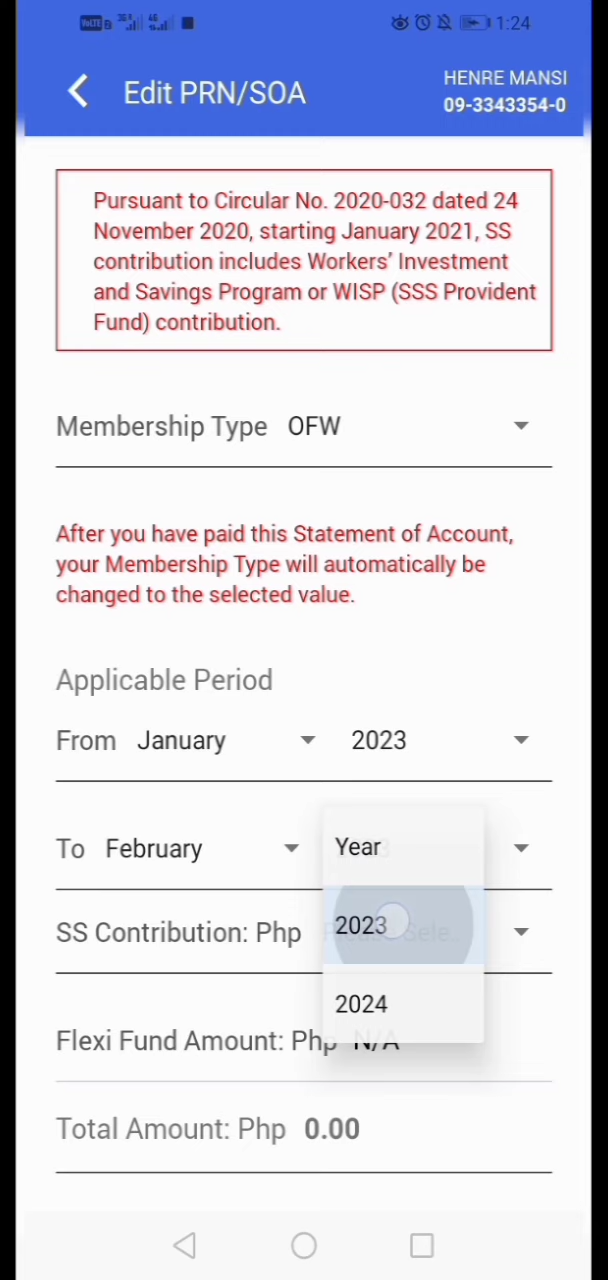 1:24
Edit PRN/SOA
HENRE MANSI
09-3343354-0
Pursuant to Circular No. 2020-032 dated 24
November 2020, starting January 2021, SS
contribution includes Workers' Investment
and Savings Program or WISP (SSS Provident
Fund) contribution.
Membership Type OFW
After you have paid this Statement of Account,
your Membership Type will automatically be
changed to the selected value.
Applicable Period
From January 2023
To February Year
2023
SS Contribution: Php
2024
Flexi Fund Amount: Php N/A
Total Amount: Php 0.00